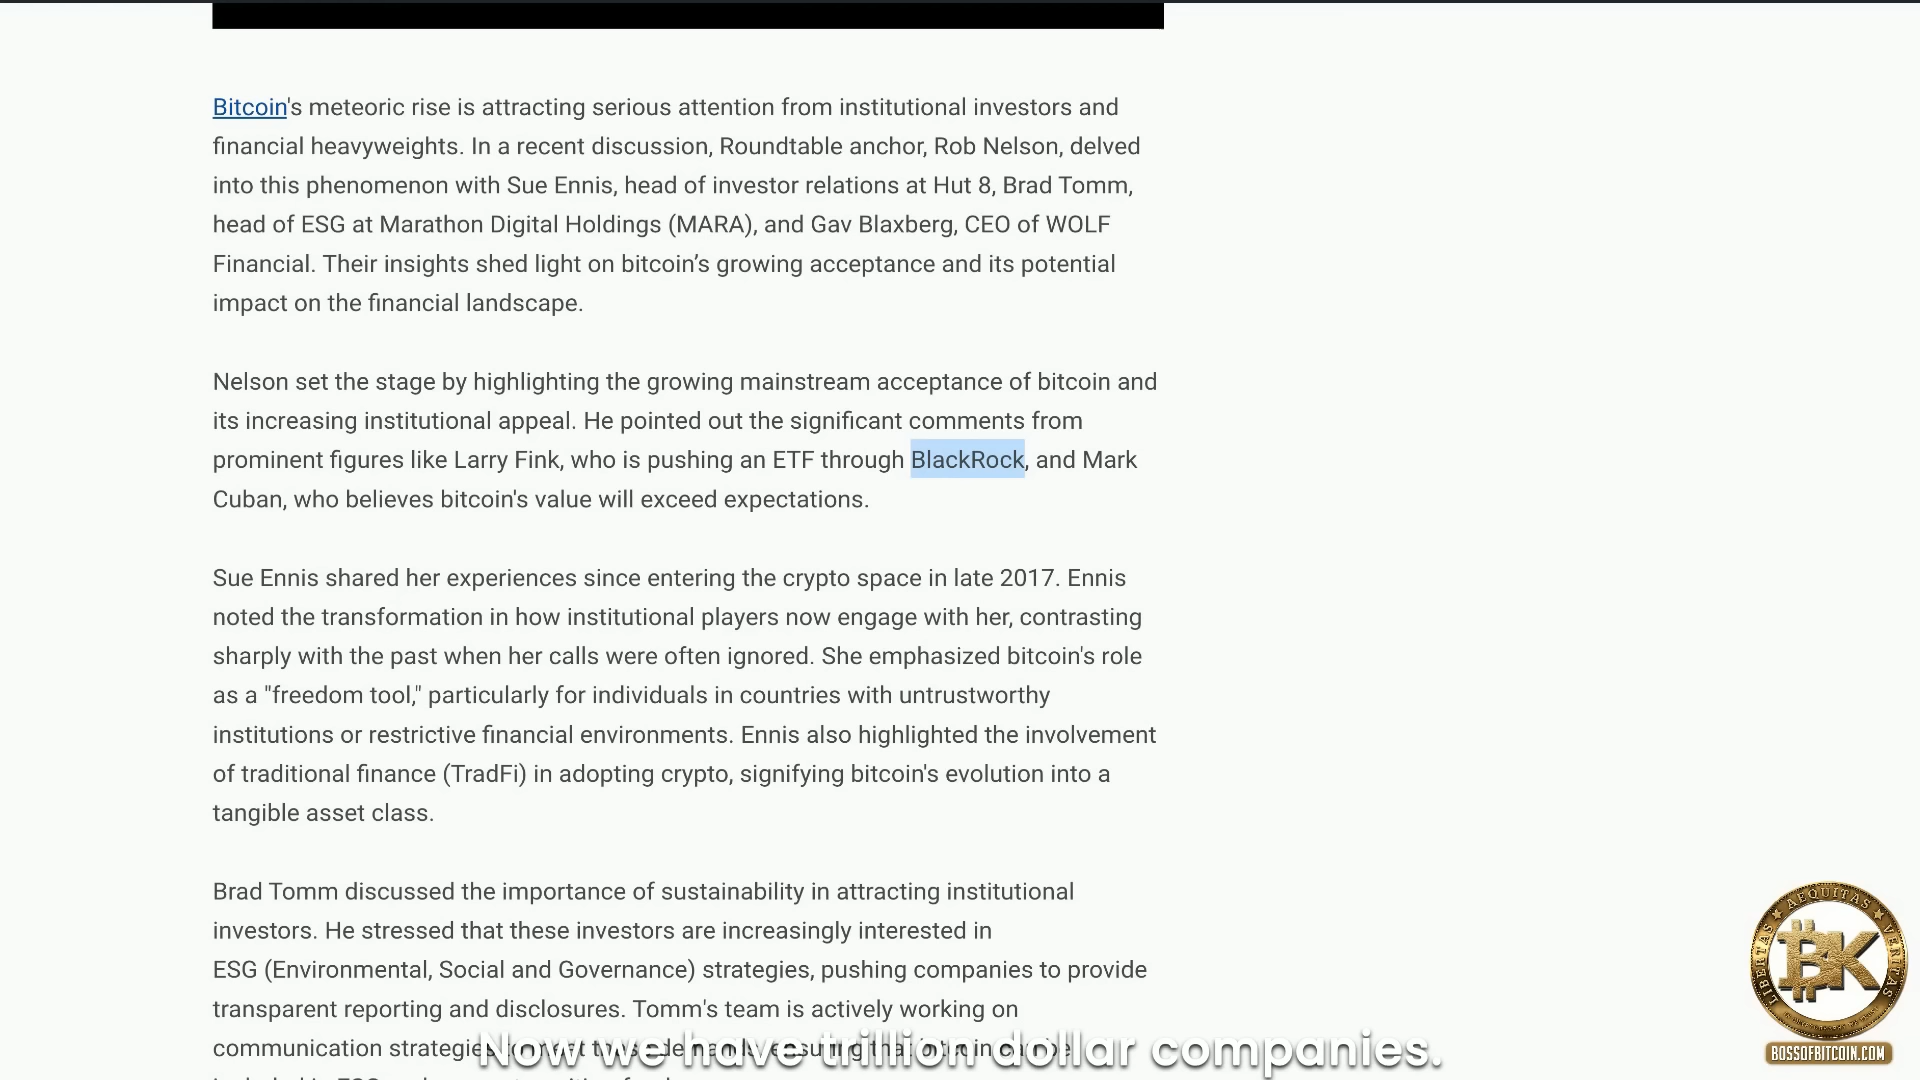 Bitcoin's meteoric rise is attracting serious attention from institutional investors and
financial heavyweights. In a recent discussion, Roundtable anchor, Rob Nelson, delved
into this phenomenon with Sue Ennis, head of investor relations at Hut 8, Brad Tomm,
head of ESG at Marathon Digital Holdings (MARA), and Gav Blaxberg, CEO of WOLF
Financial. Their insights shed light on bitcoin’s growing acceptance and its potential
impact on the financial landscape.
Nelson set the stage by highlighting the growing mainstream acceptance of bitcoin and
its increasing institutional appeal. He pointed out the significant comments from
prominent figures like Larry Fink, who is pushing an ETF through BlackRock, and Mark
Cuban, who believes bitcoin's value will exceed expectations.
Sue Ennis shared her experiences since entering the crypto space in late 2017. Ennis
noted the transformation in how institutional players now engage with her, contrasting
sharply with the past when her calls were often ignored. She emphasized bitcoin's role
as a "freedom tool," particularly for individuals in countries with untrustworthy
institutions or restrictive financial environments. Ennis also highlighted the involvement
of traditional finance (TradFi) in adopting crypto, signifying bitcoin's evolution into a
tangible asset class.
Brad Tomm discussed the importance of sustainability in attracting institutional
investors. He stressed that these investors are increasingly interested in
ESG (Environmental, Social and Governance) strategies, pushing companies to provide
transparent reporting and disclosures. Tomm's team is actively working on
communication strategies
Now we have trillion dollar companies.
LIBERTAS AEQUITAS VERITAS
BK
BOSSOFBITCOIN.COM